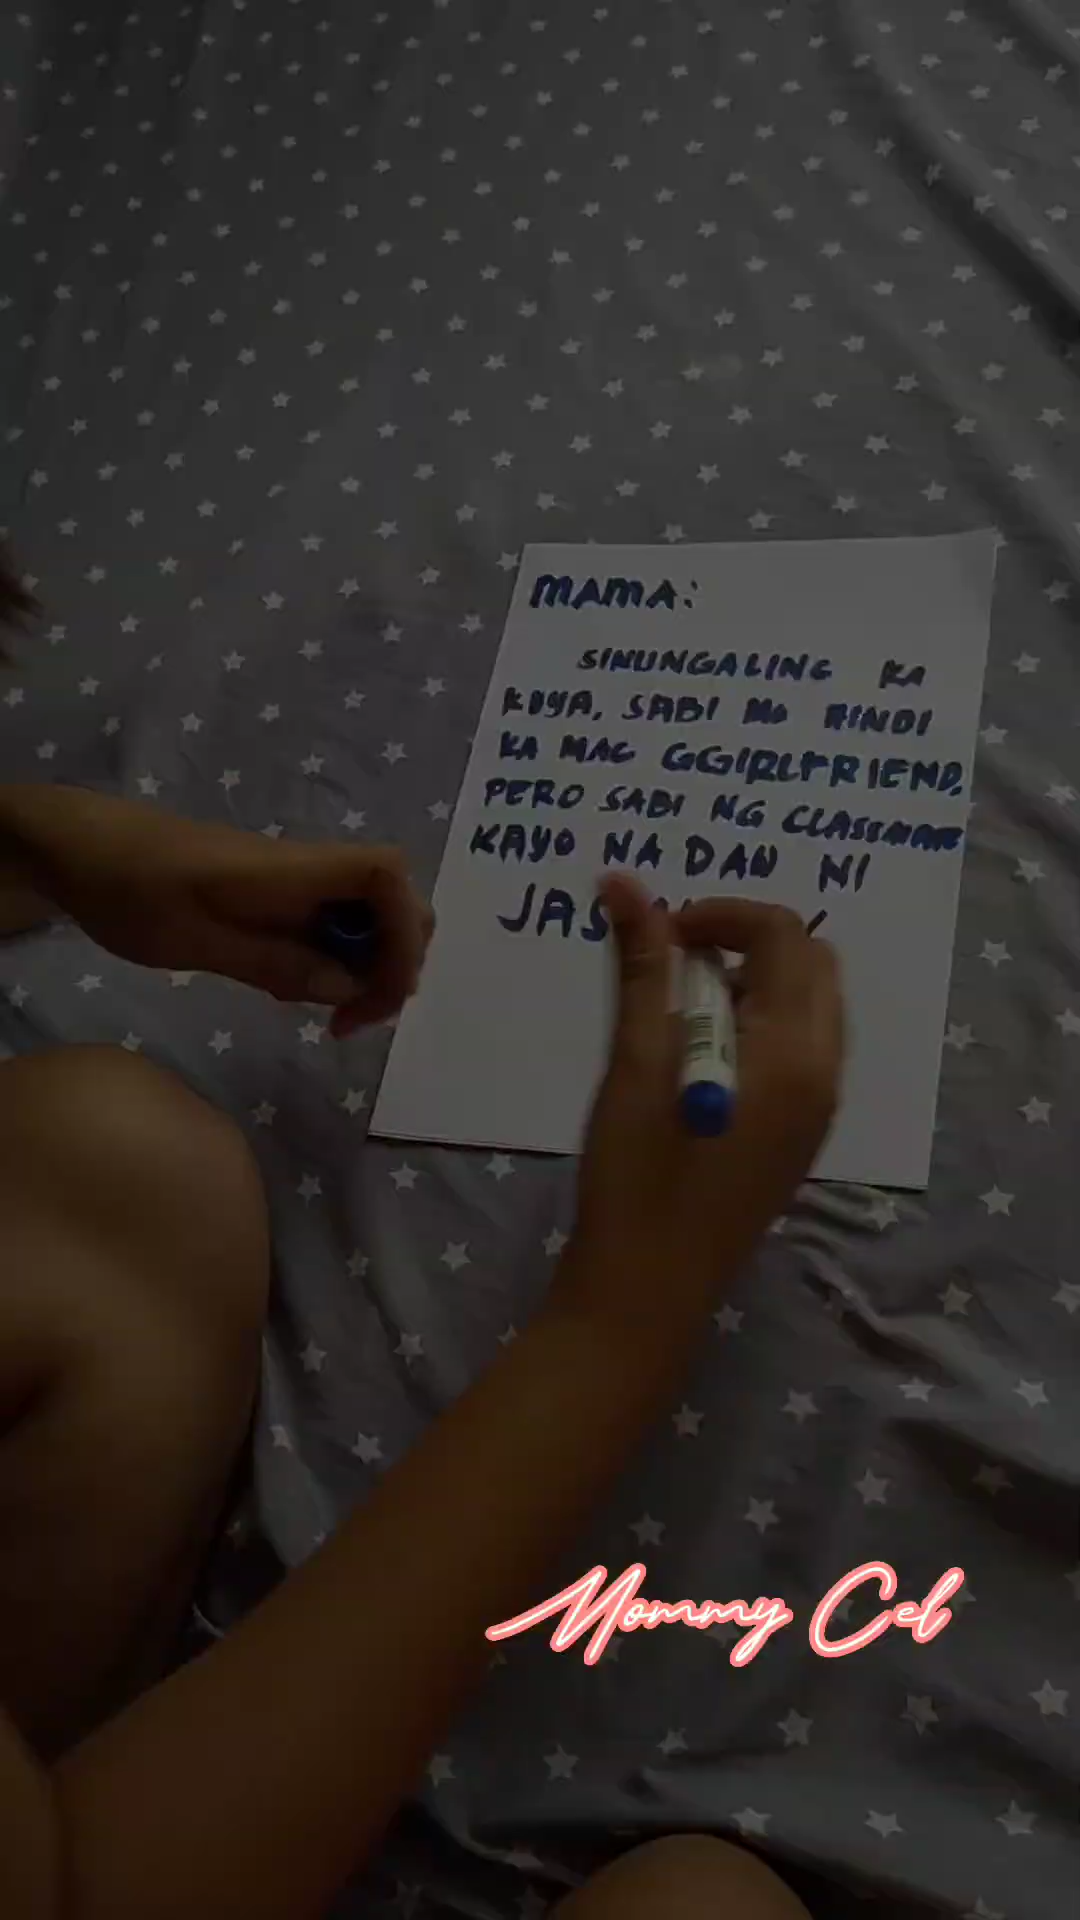 MAMA:
SINUNGALING KA
KUYA, SABI MO HINDI
KA MAG GGIRLFRIEND,
PERO SABI NG
KAYO NA DAW NI
Mommy Cel